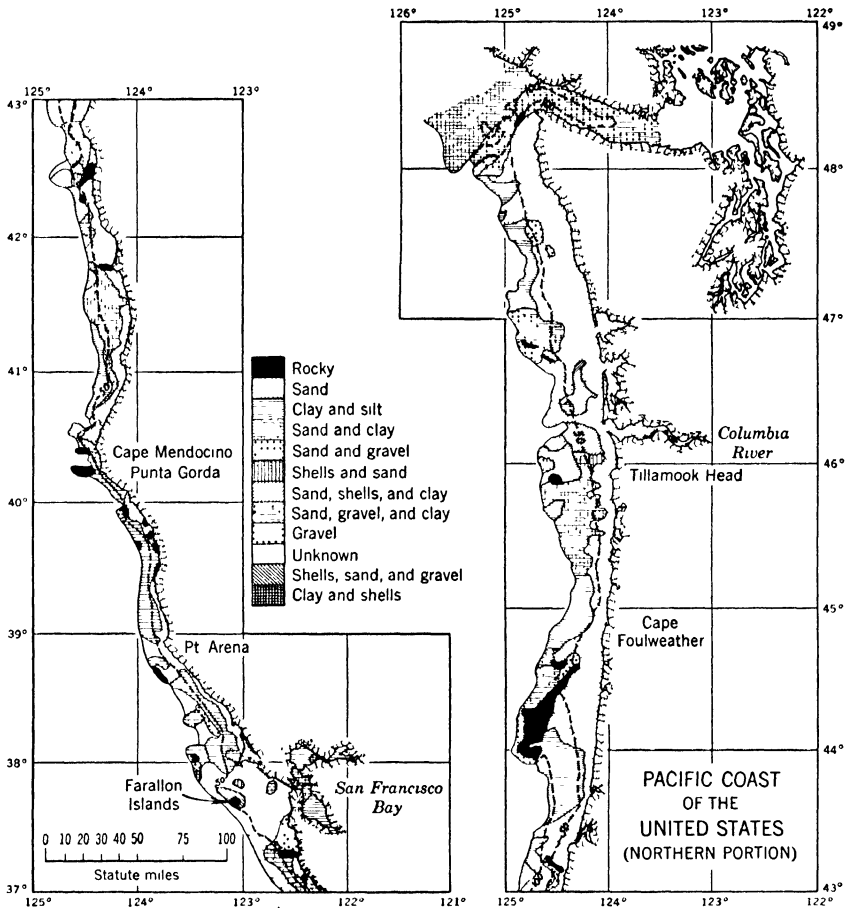 126° 125° 124° 123° 122°
49°
125° 124° 123°
43°
48°
42°
47°
41°
Rocky
Sand
Clay and silt
Sand and clay
Sand and gravel
Shells and sand
Sand, shells, and clay
Sand, gravel, and clay
Gravel
Unknown
Shells, sand, and gravel
Clay and shells
50
Cape Mendocino
Punta Gorda
40°
Columbia
River
50
46°
Tillamook Head
39°
Pt Arena
45°
Cape
Foulweather
38°
44°
Farallon
Islands
San Francisco
Bay
50
PACIFIC COAST
OF THE
UNITED STATES
(NORTHERN PORTION)
0 10 20 30 40 50 75 100
Statute miles
37°
43°
125° 124° 123° 122° 121°
125° 124° 123° 122°